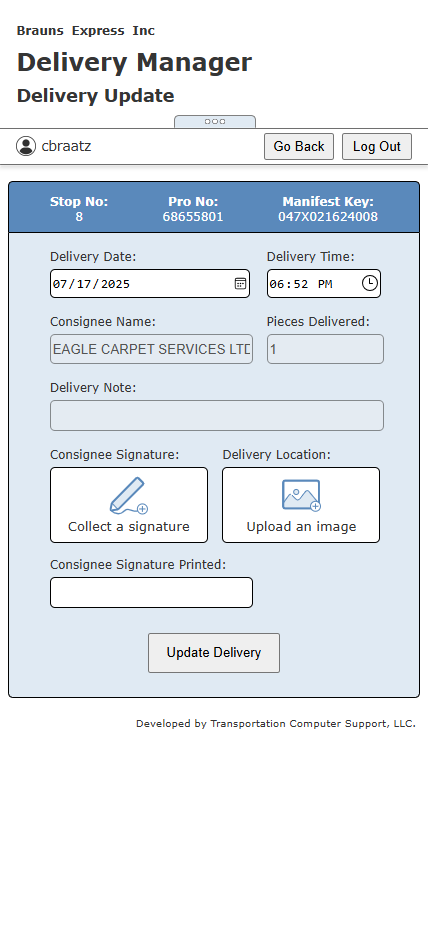 Brauns Express Inc
Delivery Manager
Delivery Update
cbraatz
Go Back
Log Out
Stop No: Pro No: Manifest Key:
8 68655801 047X021624008
Delivery Date: Delivery Time:
07/17/2025 06:52 PM
Consignee Name: Pieces Delivered:
EAGLE CARPET SERVICES LTD 1
Delivery Note:
Consignee Signature: Delivery Location:
Collect a signature Upload an image
Consignee Signature Printed:
Update Delivery
Developed by Transportation Computer Support, LLC.